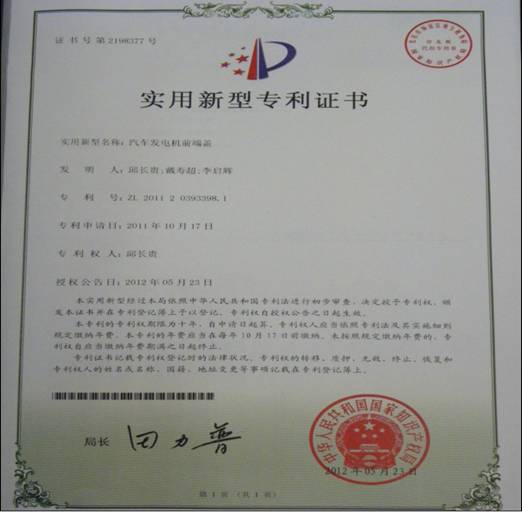 证书号第2198377号
实用新型专利证书
实用新型名称：汽车发电机前端盖
发 明 人：邱长贵;戴寿超;李启辉
专 利 号：ZL 2011 2 0393398.1
专利申请日：2011年10月17日
专 利 权 人：邱长贵
授权公告日：2012年05月23日
本实用新型经过本局依照中华人民共和国专利法进行初步审查，决定授予专利权，颁
发本证书并在专利登记簿上予以登记。专利权自授权公告之日起生效。
本专利的专利权期限为十年，自申请日起算。专利权人应当依照专利法及其实施细则
规定缴纳年费。本专利的年费应当在每年10月17日前缴纳。未按照规定缴纳年费的，专利
权自应当缴纳年费期满之日起终止。
专利证书记载专利权登记时的法律状况。专利权的转移、质押、无效、终止、恢复和
专利权人的姓名或名称、国籍、地址变更等事项记载在专利登记簿上。
局长 田力普
中华人民共和国国家知识产权局
2012年05月23日
第1页（共1页）